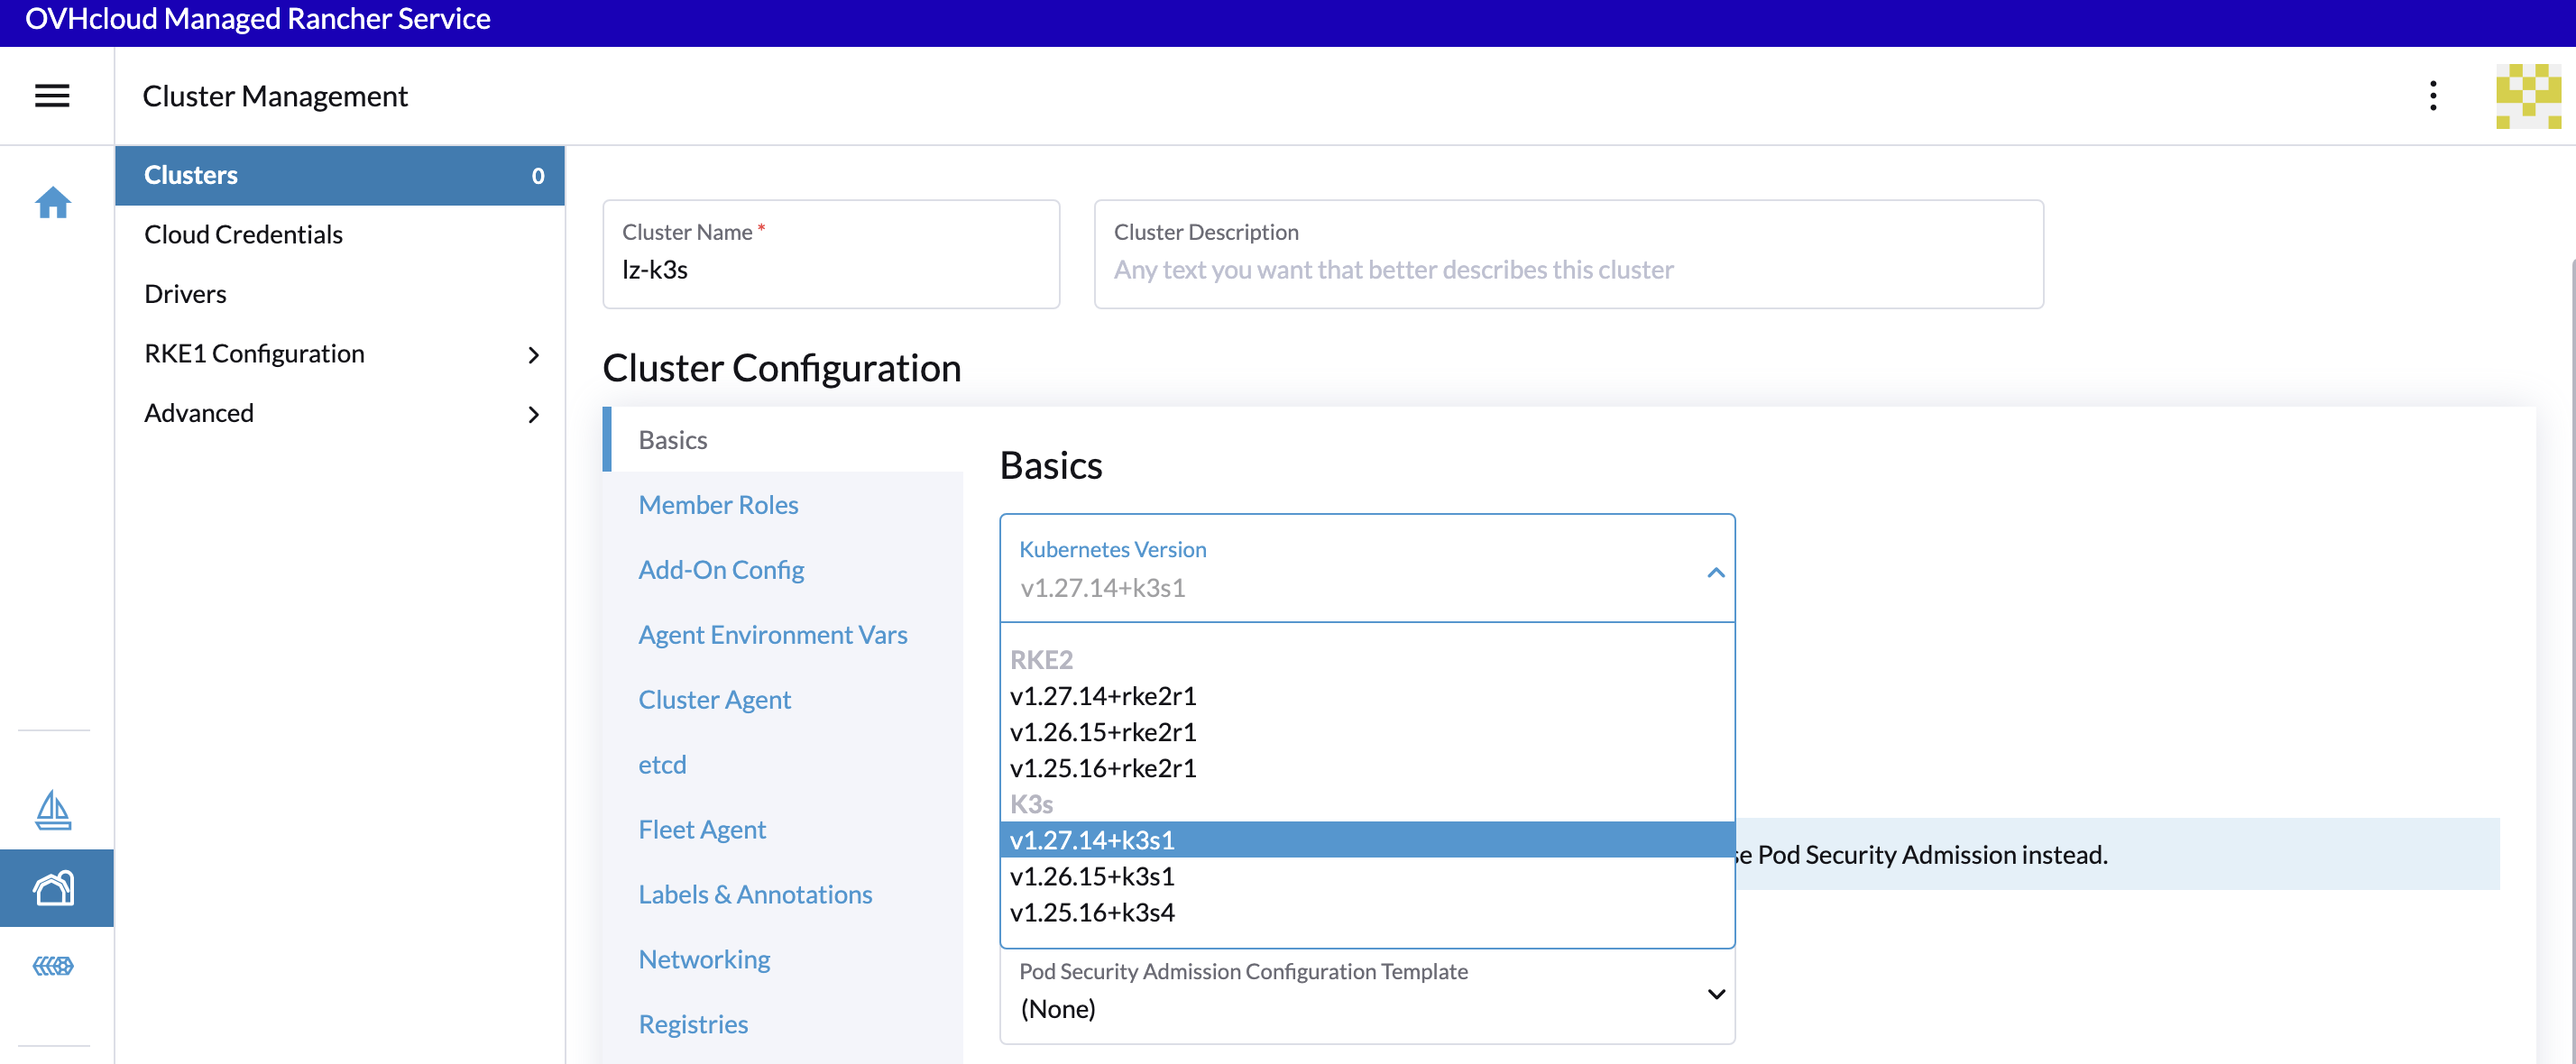 OVHcloud Managed Rancher Service
Cluster Management
Clusters 0
Cloud Credentials
Drivers
RKE1 Configuration
Advanced
Cluster Name *
lz-k3s
Cluster Description
Any text you want that better describes this cluster
Cluster Configuration
Basics
Member Roles
Add-On Config
Agent Environment Vars
Cluster Agent
etcd
Fleet Agent
Labels & Annotations
Networking
Registries
Basics
Kubernetes Version
v1.27.14+k3s1
RKE2
v1.27.14+rke2r1
v1.26.15+rke2r1
v1.25.16+rke2r1
K3s
v1.27.14+k3s1
v1.26.15+k3s1
v1.25.16+k3s4
Pod Security Admission instead.
Pod Security Admission Configuration Template
(None)